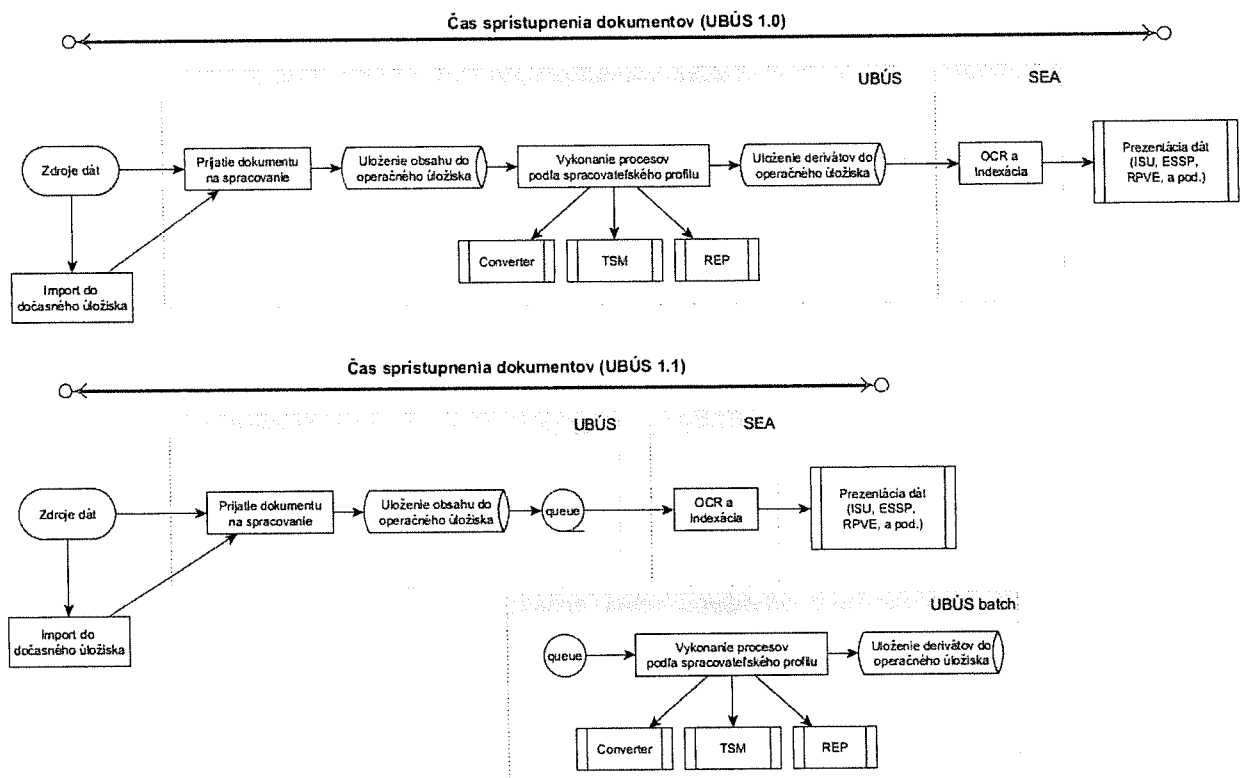 Čas spristupnenia dokumentov (UBÚS 1.0)
UBÚS
SEA
Zdroje dát
Prijatie dokumentu
na spracovanie
Uloženie obsahu do
operačného úložiska
Vykonanie procesov
podľa spracovateľského profilu
Uloženie derivátov do
operačného úložiska
OCR a
Indexácia
Prezentácia dát
(ISU, ESSP,
RPVE, a pod.)
Converter
TSM
REP
Import do
dočasného úložiska
Čas spristupnenia dokumentov (UBÚS 1.1)
UBÚS
SEA
Zdroje dát
Prijatie dokumentu
na spracovanie
Uloženie obsahu do
operačného úložiska
queue
OCR a
Indexácia
Prezentácia dát
(ISU, ESSP,
RPVE, a pod.)
Import do
dočasného úložiska
UBÚS batch
queue
Vykonanie procesov
podľa spracovateľského profilu
Uloženie derivátov do
operačného úložiska
Converter
TSM
REP